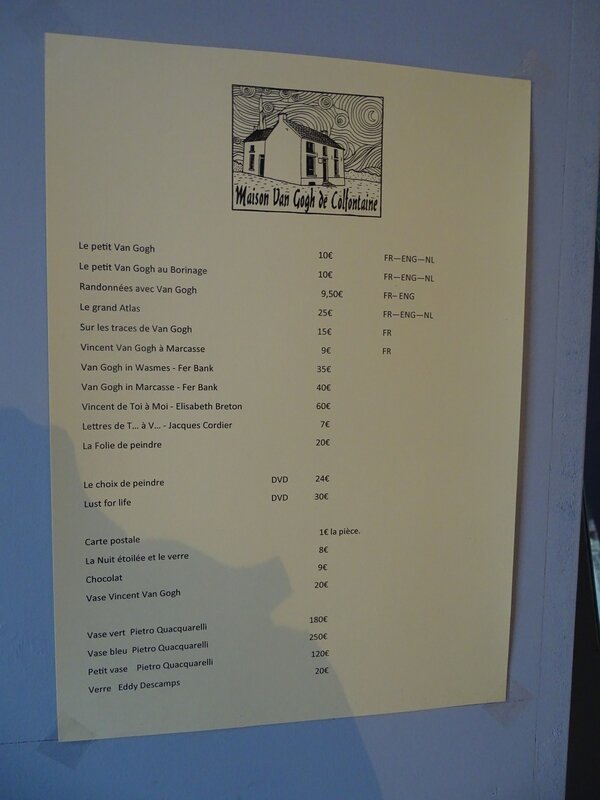 Maison Van Gogh de Colfontaine
Le petit Van Gogh 10€ FR—ENG—NL
Le petit Van Gogh au Borinage 10€ FR—ENG—NL
Randonnées avec Van Gogh 9,50€ FR–ENG
Le grand Atlas 25€ FR—ENG—NL
Sur les traces de Van Gogh 15€ FR
Vincent Van Gogh à Marcasse 9€ FR
Van Gogh in Wasmes - Fer Bank 35€
Van Gogh in Marcasse - Fer Bank 40€
Vincent de Toi à Moi - Elisabeth Breton 60€
Lettres de T... à V... - Jacques Cordier 7€
La Folie de peindre 20€
Le choix de peindre DVD 24€
Lust for life DVD 30€
Carte postale 1€ la pièce.
La Nuit étoilée et le verre 8€
Chocolat 9€
Vase Vincent Van Gogh 20€
Vase vert Pietro Quacquarelli 180€
Vase bleu Pietro Quacquarelli 250€
Petit vase Pietro Quacquarelli 120€
Verre Eddy Descamps 20€